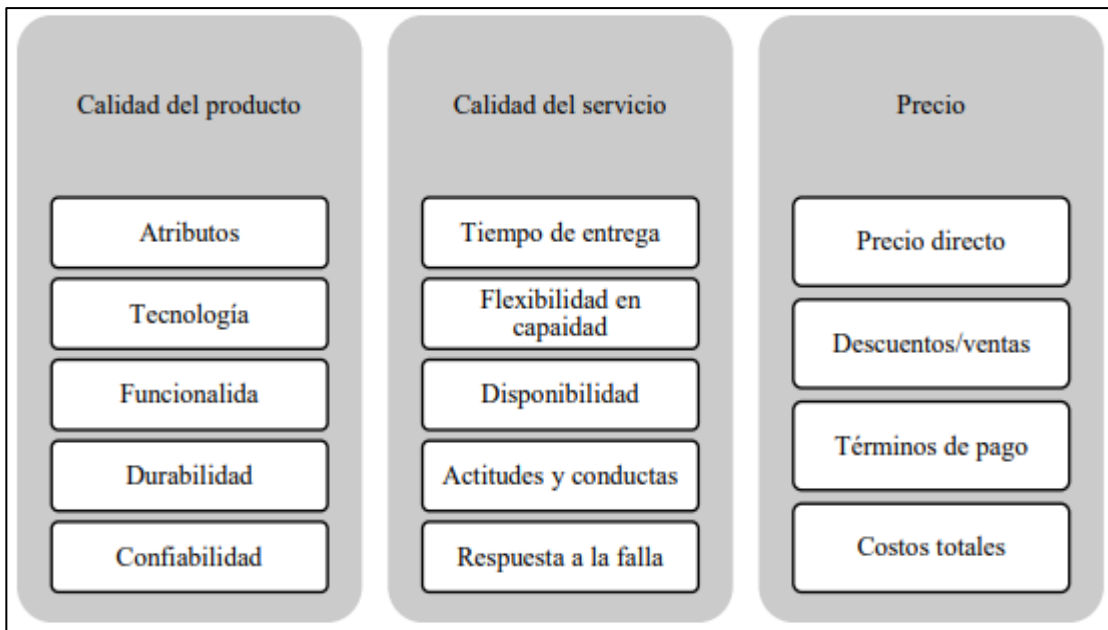 Calidad del producto
Atributos
Tecnología
Funcionalida
Durabilidad
Confiabilidad
Calidad del servicio
Tiempo de entrega
Flexibilidad en
capaidad
Disponibilidad
Actitudes y conductas
Respuesta a la falla
Precio
Precio directo
Descuentos/ventas
Términos de pago
Costos totales